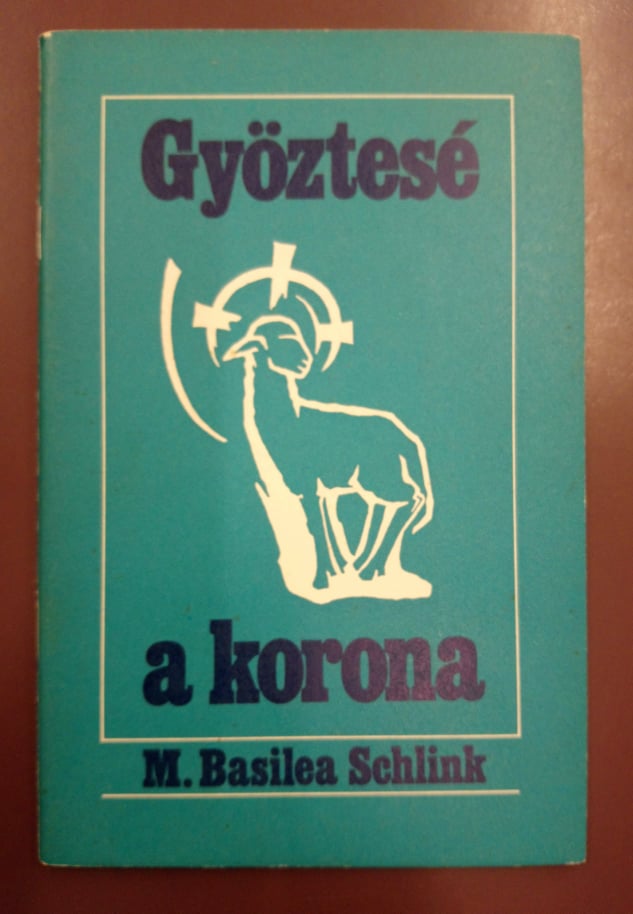 Gyöztesé
a korona
M. Basilea Schlink